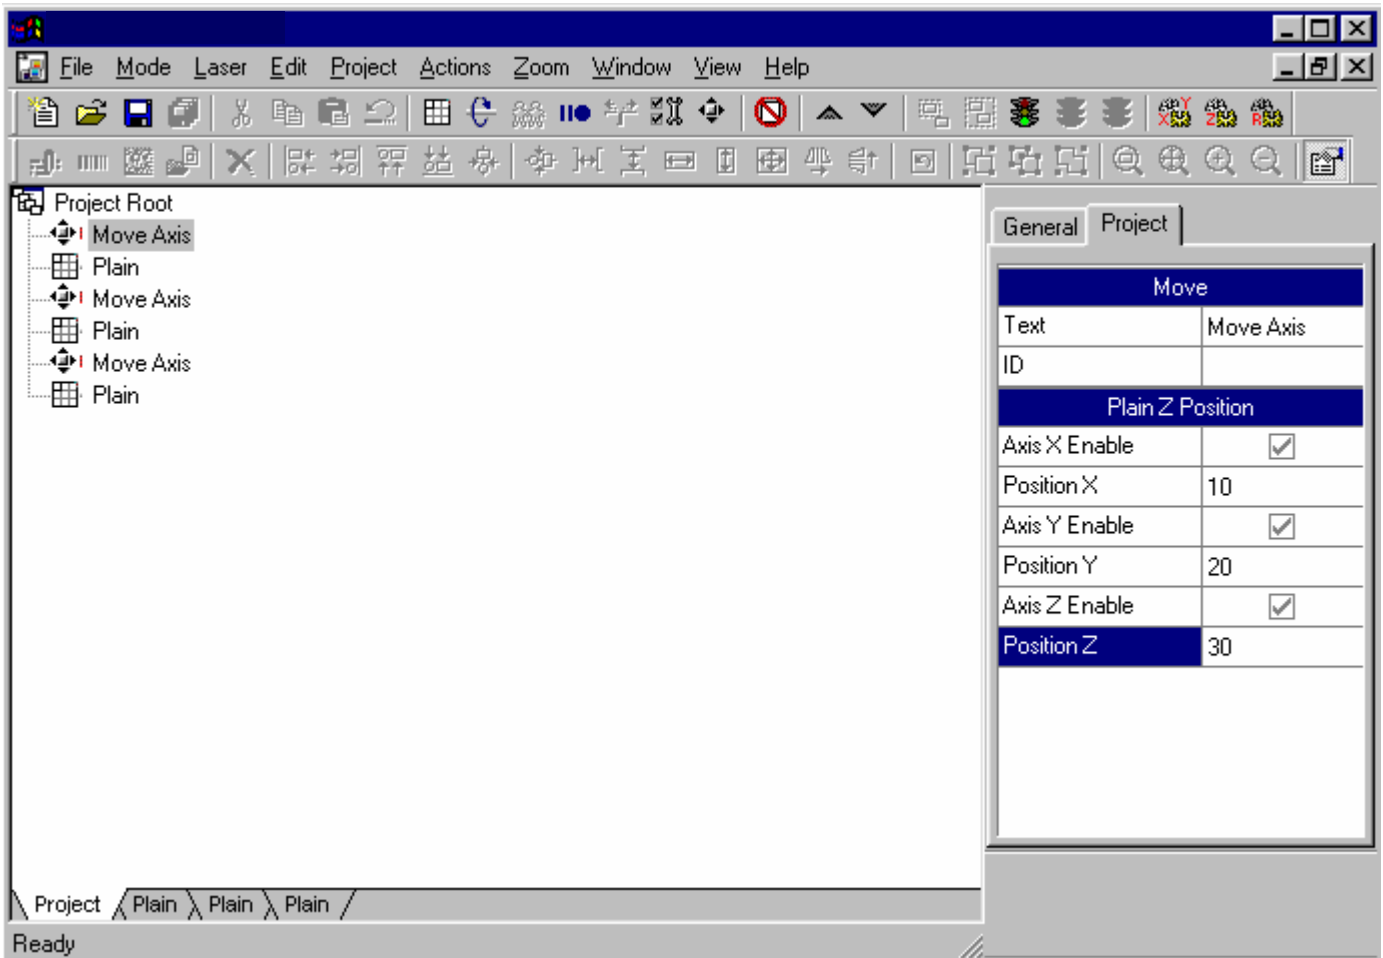 File Mode Laser Edit Project Actions Zoom Window View Help
X Y Z R
Project Root
Move Axis
Plain
Move Axis
Plain
Move Axis
Plain
General Project
Move
Text Move Axis
ID
Plain Z Position
Axis X Enable
Position X 10
Axis Y Enable
Position Y 20
Axis Z Enable
Position Z 30
Project Plain Plain Plain
Ready